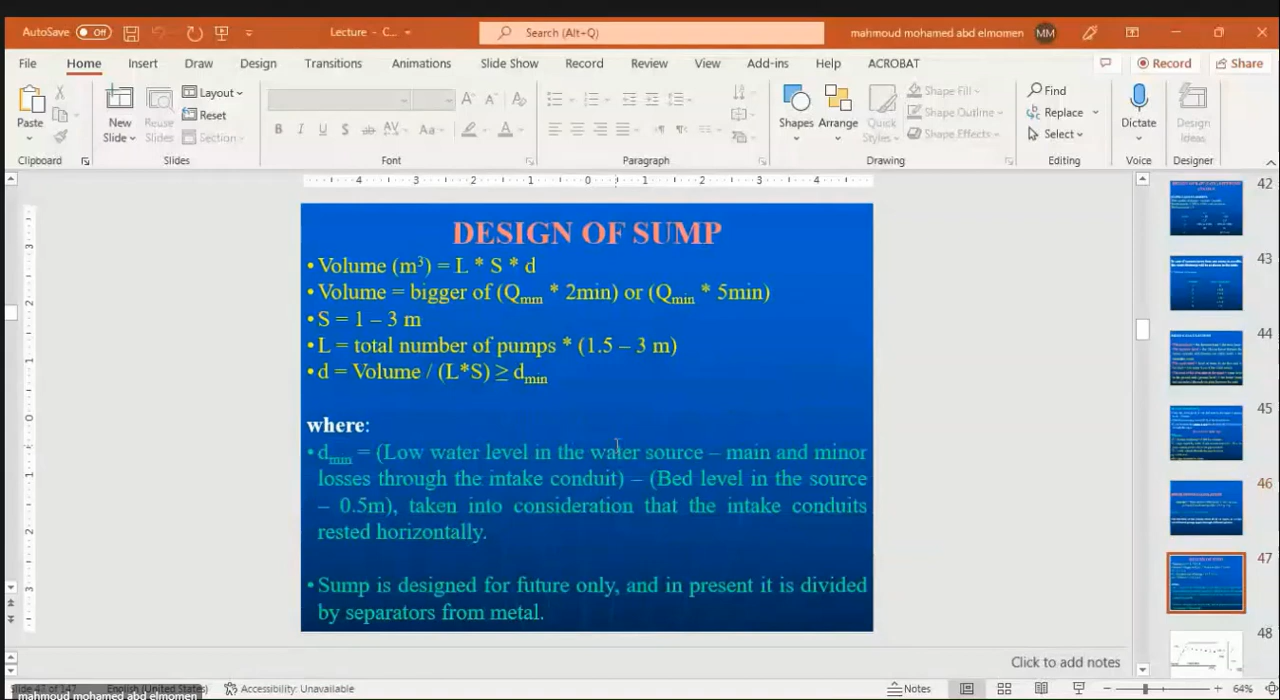 AutoSave Off
Lecture - C...
Search (Alt+Q)
mahmoud mohamed abd elmomen MM
File Home Insert Draw Design Transitions Animations Slide Show Record Review View Add-ins Help ACROBAT Record Share
Paste
New Slide
Reuse Slides
Layout
Reset
Section
Shapes
Arrange
Quick Styles
Shape Fill
Shape Outline
Shape Effects
Find
Replace
Select
Dictate
Design Ideas
Clipboard Slides Font Paragraph Drawing Editing Voice Designer
DESIGN OF SUMP
• Volume (m³) = L * S * d
• Volume = bigger of (Qmm * 2min) or (Qmin * 5min)
• S = 1 – 3 m
• L = total number of pumps * (1.5 – 3 m)
• d = Volume / (L*S) ≥ dmin
where:
• dmin = (Low water level in the water source – main and minor
losses through the intake conduit) – (Bed level in the source
– 0.5m), taken into consideration that the intake conduits
rested horizontally.
• Sump is designed for future only, and in present it is divided
by separators from metal.
42
43
44
45
46
47
48
Click to add notes
Slide 47 of 147 English (United States) Accessibility: Unavailable Notes 64%
mahmoud mohamed abd elmomen